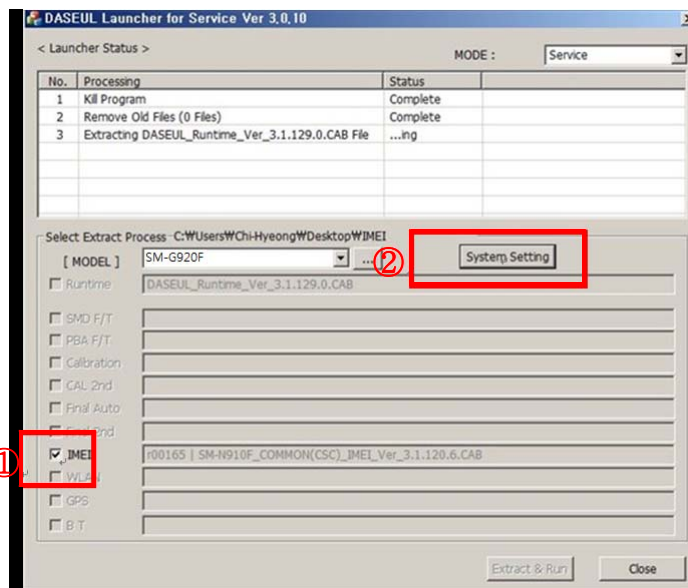 DASEUL Launcher for Service Ver 3,0,10
< Launcher Status >
MODE : Service
No. Processing Status
1 Kill Program Complete
2 Remove Old Files (0 Files) Complete
3 Extracting DASEUL_Runtime_Ver_3.1.129.0.CAB File ...ing
Select Extract Process C:₩Users₩Chi-Hyeong₩Desktop₩IMEI
[ MODEL ] SM-G920F ... ② System Setting
Runtime DASEUL_Runtime_Ver_3.1.129.0.CAB
SMD F/T
PBA F/T
Calibration
CAL 2nd
Final Auto
Final 2nd
① IMEI r00165 | SM-N910F_COMMON(CSC)_IMEI_Ver_3.1.120.6.CAB
WLAN
GPS
B T
Extract & Run Close